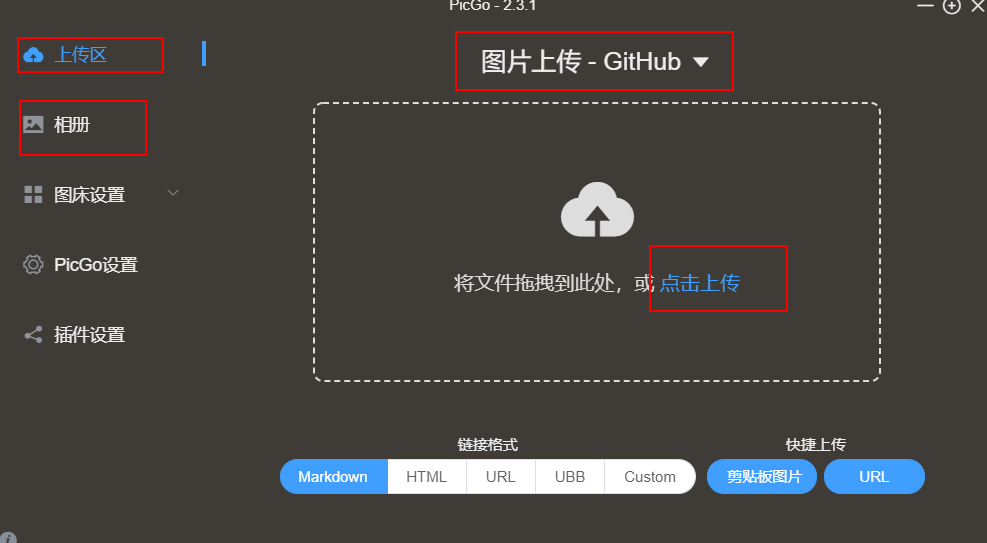 PicGo - 2.3.1
上传区
图片上传 - GitHub
相册
图床设置
PicGo设置
插件设置
将文件拖拽到此处，或 点击上传
链接格式
快捷上传
Markdown HTML URL UBB Custom
剪贴板图片 URL